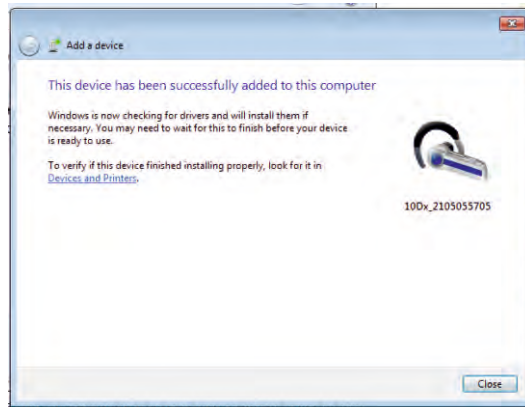 Add a device
This device has been successfully added to this computer
Windows is now checking for drivers and will install them if
necessary. You may need to wait for this to finish before your device
is ready to use.
To verify if this device finished installing properly, look for it in
Devices and Printers.
10Dx_2105055705
Close